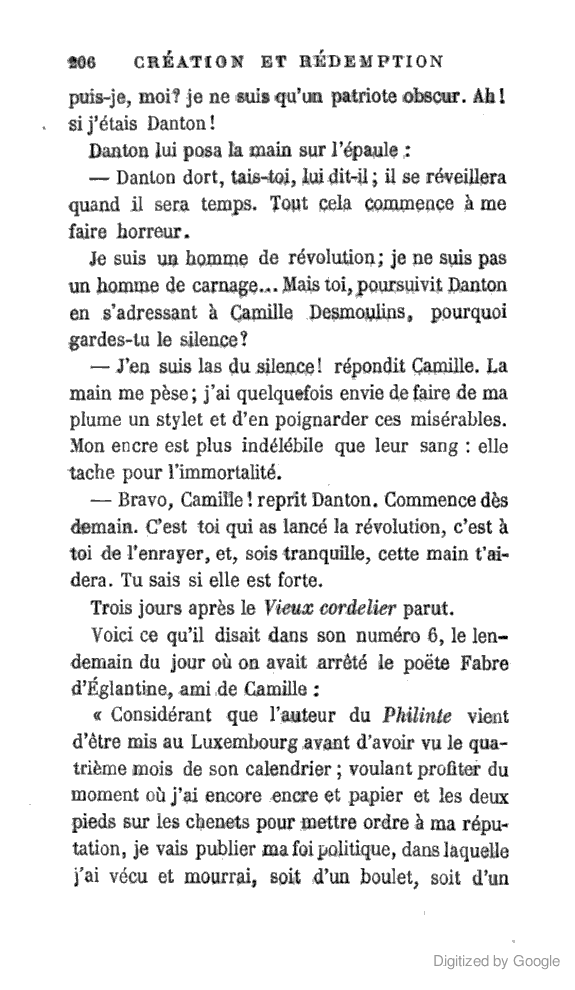 206 CRÉATION ET RÉDEMPTION
puis-je, moi? je ne suis qu'un patriote obscur. Ah!
si j'étais Danton!
Danton lui posa la main sur l'épaule :
— Danton dort, tais-toi, lui dit-il; il se réveillera
quand il sera temps. Tout cela commence à me
faire horreur.
Je suis un homme de révolution; je ne suis pas
un homme de carnage... Mais toi, poursuivit Danton
en s'adressant à Camille Desmoulins, pourquoi
gardes-tu le silence?
— J'en suis las du silence! répondit Camille. La
main me pèse; j'ai quelquefois envie de faire de ma
plume un stylet et d'en poignarder ces misérables.
Mon encre est plus indélébile que leur sang : elle
tache pour l'immortalité.
— Bravo, Camille! reprit Danton. Commence dès
demain. C'est toi qui as lancé la révolution, c'est à
toi de l'enrayer, et, sois tranquille, cette main t'ai-
dera. Tu sais si elle est forte.
Trois jours après le Vieux cordelier parut.
Voici ce qu'il disait dans son numéro 6, le len-
demain du jour où on avait arrêté le poëte Fabre
d'Églantine, ami de Camille :
« Considérant que l'auteur du Philinte vient
d'être mis au Luxembourg avant d'avoir vu le qua-
trième mois de son calendrier; voulant profiter du
moment où j'ai encore encre et papier et les deux
pieds sur les chenets pour mettre ordre à ma répu-
tation, je vais publier ma foi politique, dans laquelle
j'ai vécu et mourrai, soit d'un boulet, soit d'un
Digitized by Google